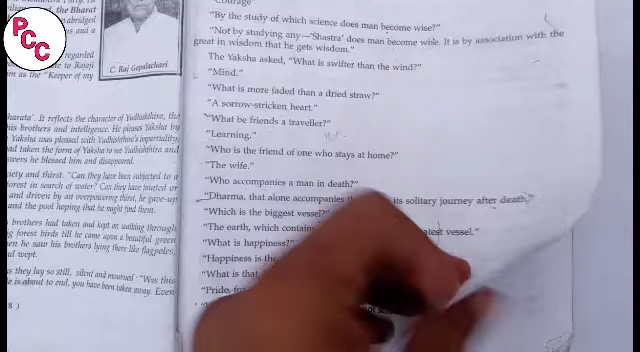 PCC
the Bharat
abridged
s and a
regarded
e to Rajaji
m as the "Keeper of my
C. Raj Gopalachari
harata'. It reflects the character of Yudhishthira, the
his brothers and intelligence. He pleases Yaksha by
Yaksha was pleased with Yudhishthira's impartiality,
had taken the form of Yaksha to see Yudhishthira and
swers he blessed him and disappeared.
xiety and thirst. "Can they have been subjected to a
forest in search of water? Can they have fainted or
and driven by an overpowering thirst, he gave-up
and the pool hoping that he might find them.
brothers had taken and kept on walking through
ng forest birds till he came upon a beautiful green
en he saw his brothers lying there like flagpoles,
nd wept.
s they lay so still, silent and mourned. "Was this
is about to end, you have been taken away. Even
8 )
"Courage"
"By the study of which science does man become wise?"
"Not by studying any—'Shastra' does man become wise. It is by association with the
great in wisdom that he gets wisdom."
The Yaksha asked, "What is swifter than the wind?"
"Mind."
"What is more faded than a dried straw?"
"A sorrow-stricken heart."
"What be friends a traveller?"
"Learning."
"Who is the friend of one who stays at home?"
"The wife."
"Who accompanies a man in death?"
"Dharma, that alone accompanies its solitary journey after death."
"Which is the biggest vessel?"
"The earth, which contains atest vessel."
"What is happiness?"
"Happiness is the
"What is that
"Pride, for